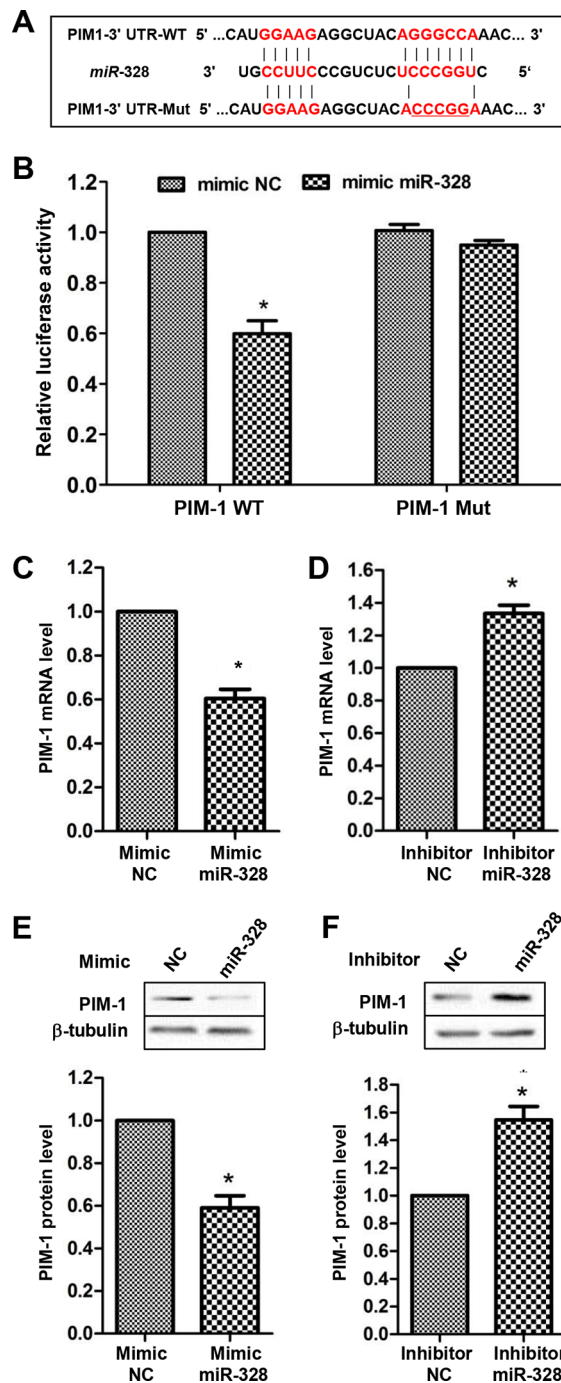 A
PIM1-3' UTR-WT 5' ...CAUGGAAGAGGCUACAGGGCCAAAC... 3'
miR-328 3' UGCCUUCCCGUCUCUCCCGGUC 5'
PIM1-3' UTR-Mut 5' ...CAUGGAAGAGGCUACACCCGGAAAC... 3'
B
mimic NC mimic miR-328
Relative luciferase activity
1.2
1.0
0.8
0.6
0.4
0.2
0.0
*
PIM-1 WT PIM-1 Mut
C
PIM-1 mRNA level
1.2
1.0
0.8
0.6
0.4
0.2
0.0
*
Mimic NC
Mimic miR-328
D
PIM-1 mRNA level
1.6
1.4
1.2
1.0
0.8
0.6
0.4
0.2
0.0
*
Inhibitor NC
Inhibitor miR-328
E
Mimic NC miR-328
PIM-1
β-tubulin
PIM-1 protein level
1.2
1.0
0.8
0.6
0.4
0.2
0.0
*
Mimic NC
Mimic miR-328
F
Inhibitor NC miR-328
PIM-1
β-tubulin
PIM-1 protein level
1.8
1.6
1.4
1.2
1.0
0.8
0.6
0.4
0.2
0.0
*
Inhibitor NC
Inhibitor miR-328